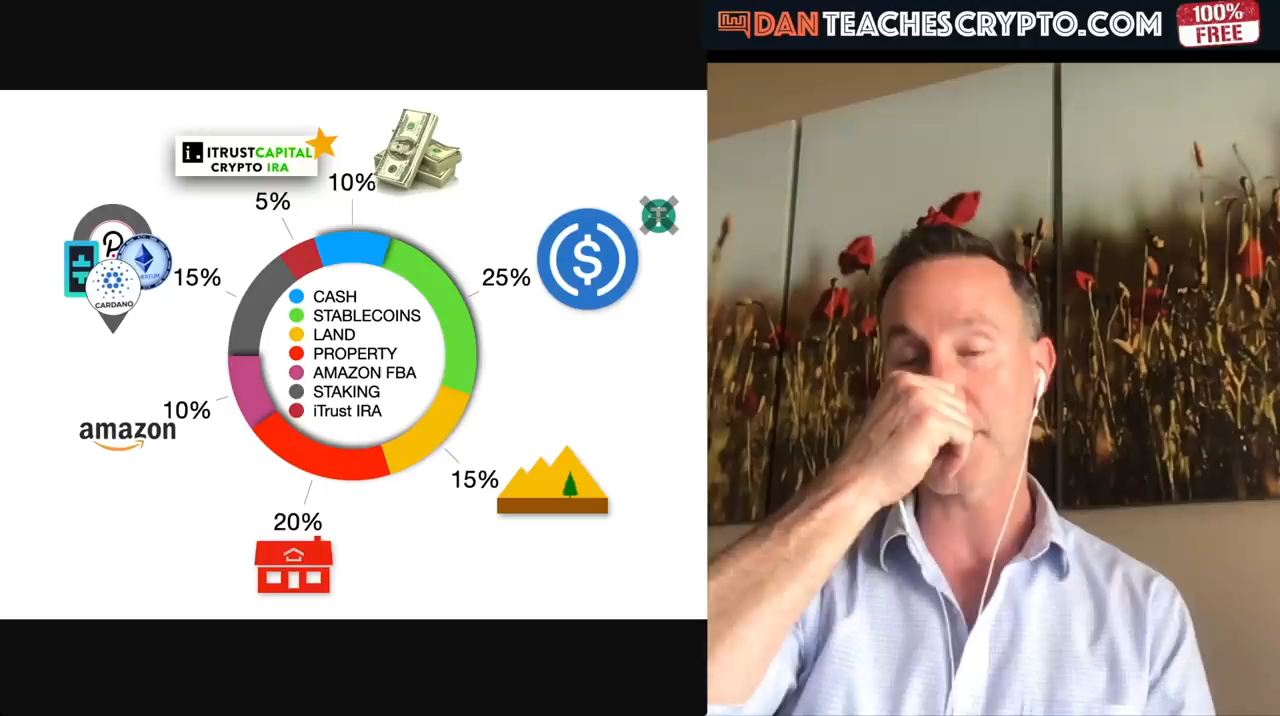 DANTEACHESCRYPTO.COM
100%
FREE
i. ITRUSTCAPITAL
CRYPTO IRA
10%
5%
25%
15%
CARDANO
10%
amazon
15%
20%
CASH
STABLECOINS
LAND
PROPERTY
AMAZON FBA
STAKING
iTrust IRA